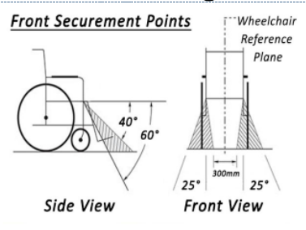 Front Securement Points
Wheelchair
Reference
Plane
40°
60°
300mm
25°
25°
Side View
Front View